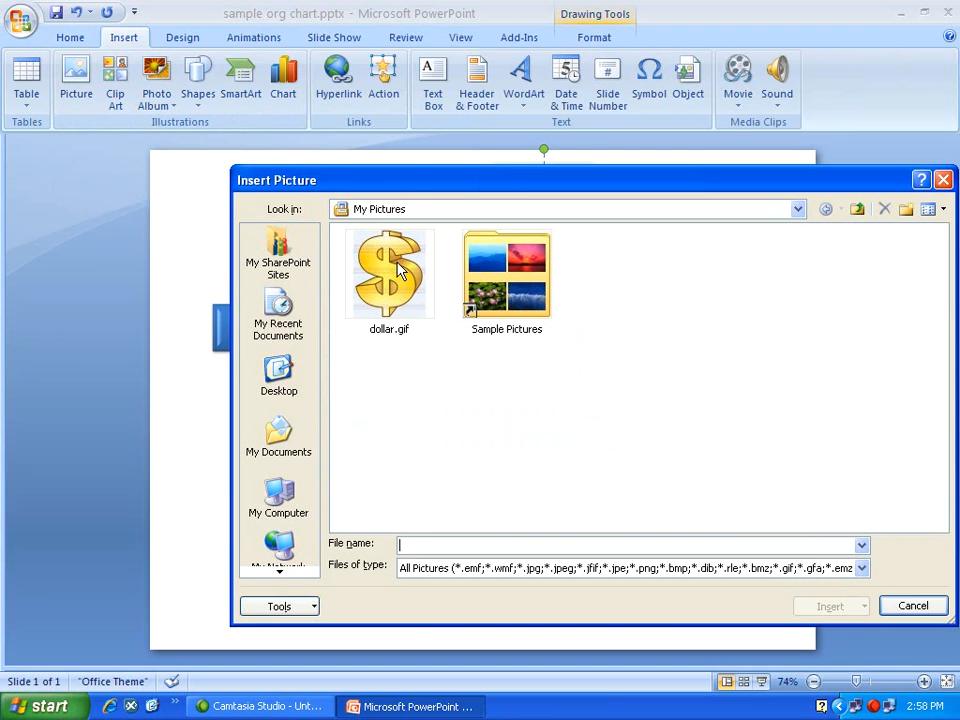 sample org chart.pptx - Microsoft PowerPoint
Drawing Tools
Home Insert Design Animations Slide Show Review View Add-Ins Format
Table
Picture
Clip Art
Photo Album
Shapes
SmartArt
Chart
Hyperlink
Action
Text Box
Header & Footer
WordArt
Date & Time
Slide Number
Symbol
Object
Movie
Sound
Tables
Illustrations
Links
Text
Media Clips
Insert Picture
Look in:
My Pictures
My SharePoint
Sites
My Recent
Documents
Desktop
My Documents
My Computer
dollar.gif
Sample Pictures
File name:
Files of type:
All Pictures (*.emf;*.wmf;*.jpg;*.jpeg;*.jfif;*.jpe;*.png;*.bmp;*.dib;*.rle;*.bmz;*.gif;*.gfa;*.emz
Tools
Insert
Cancel
Slide 1 of 1
"Office Theme"
74%
start
Camtasia Studio - Unt...
Microsoft PowerPoint ...
2:58 PM